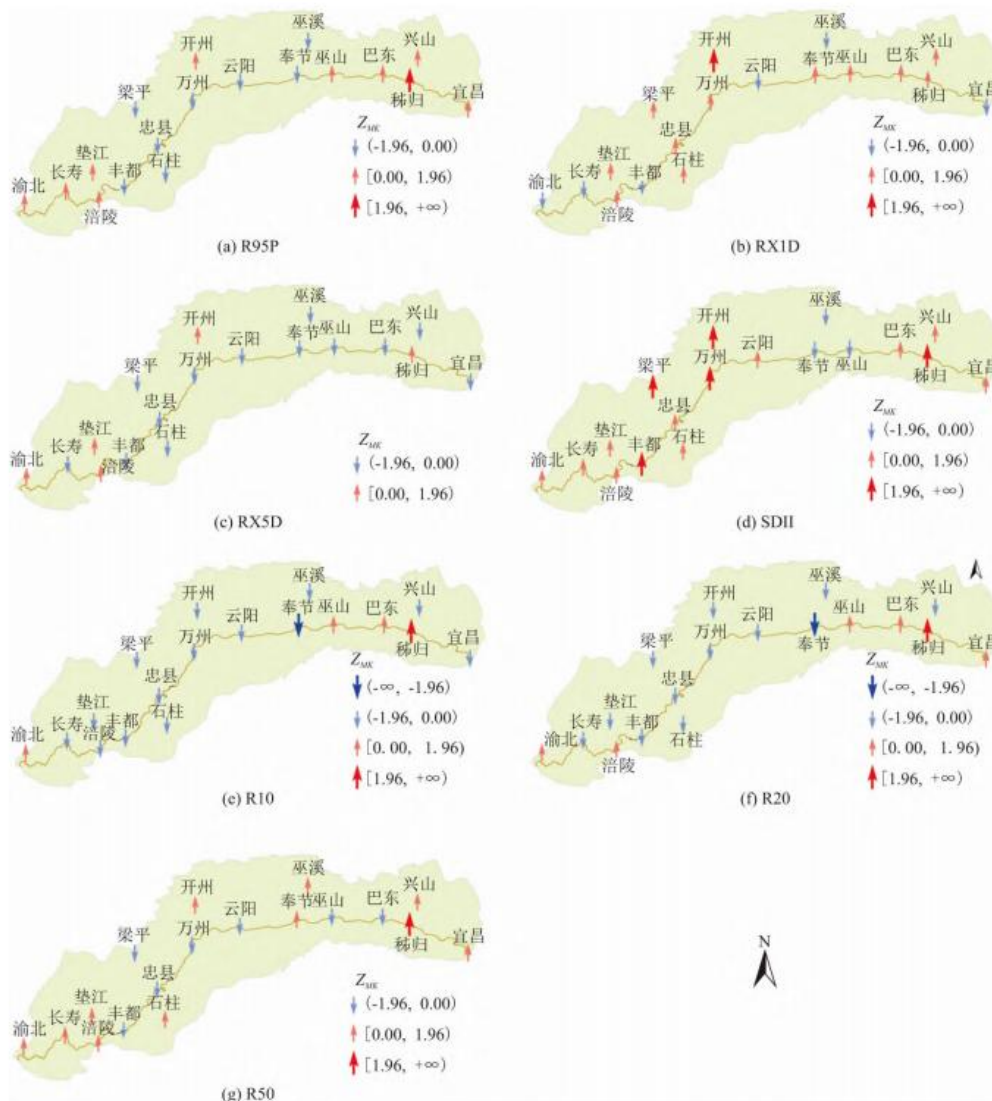 巫溪
兴山
开州
云阳
奉节
巫山
巴东
万州
秭归
宜昌
梁平
忠县
石柱
垫江
长寿
丰都
渝北
涪陵
Z_MK
(-1.96, 0.00)
[0.00, 1.96)
[1.96, +∞)
(a) R95P
巫溪
兴山
开州
云阳
奉节
巫山
巴东
万州
秭归
宜昌
梁平
忠县
石柱
垫江
长寿
丰都
渝北
涪陵
Z_MK
(-1.96, 0.00)
[0.00, 1.96)
[1.96, +∞)
(b) RX1D
巫溪
兴山
开州
云阳
奉节
巫山
巴东
万州
秭归
宜昌
梁平
忠县
石柱
垫江
长寿
丰都
渝北
涪陵
Z_MK
(-1.96, 0.00)
[0.00, 1.96)
(c) RX5D
巫溪
兴山
开州
云阳
奉节
巫山
巴东
万州
秭归
宜昌
梁平
忠县
石柱
垫江
长寿
丰都
渝北
涪陵
Z_MK
(-1.96, 0.00)
[0.00, 1.96)
[1.96, +∞)
(d) SDII
巫溪
兴山
开州
云阳
奉节
巫山
巴东
万州
秭归
宜昌
梁平
忠县
石柱
垫江
长寿
丰都
渝北
涪陵
Z_MK
(-∞, -1.96)
(-1.96, 0.00)
[0.00, 1.96)
[1.96, +∞)
(e) R10
巫溪
兴山
开州
云阳
奉节
巫山
巴东
万州
秭归
宜昌
梁平
忠县
石柱
垫江
长寿
丰都
渝北
涪陵
Z_MK
(-∞, -1.96)
(-1.96, 0.00)
[0.00, 1.96)
[1.96, +∞)
(f) R20
巫溪
兴山
开州
云阳
奉节
巫山
巴东
万州
秭归
宜昌
梁平
忠县
石柱
垫江
长寿
丰都
渝北
涪陵
Z_MK
(-1.96, 0.00)
[0.00, 1.96)
[1.96, +∞)
(g) R50
N